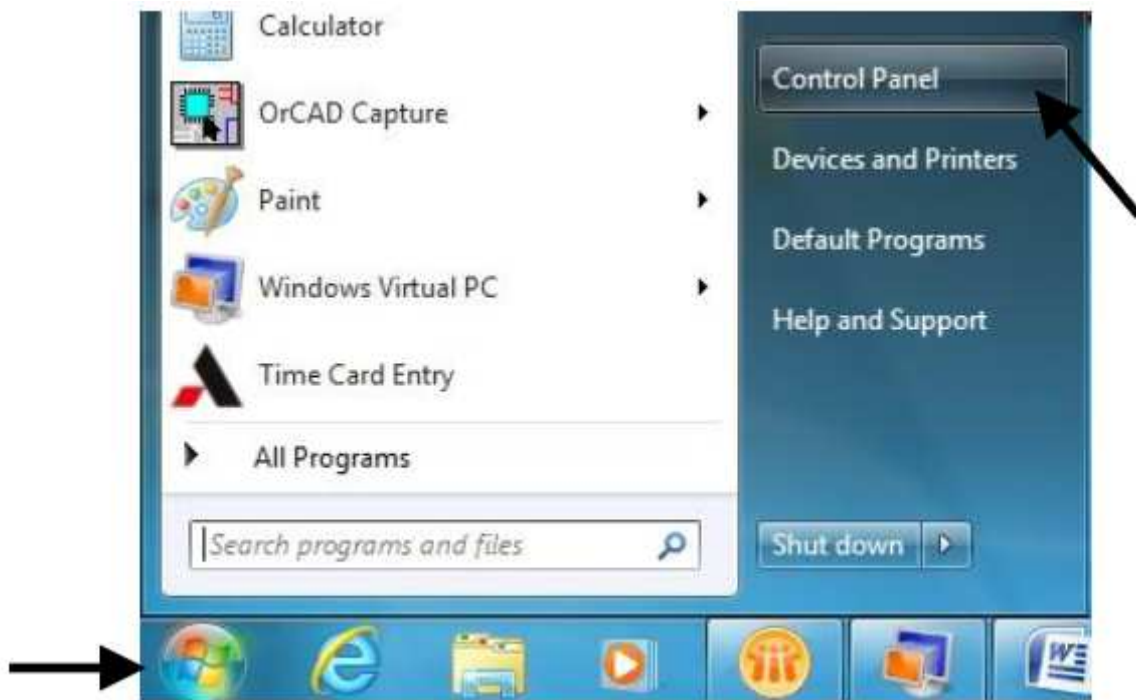 Calculator
OrCAD Capture
Paint
Windows Virtual PC
Time Card Entry
All Programs
Search programs and files
Control Panel
Devices and Printers
Default Programs
Help and Support
Shut down
W